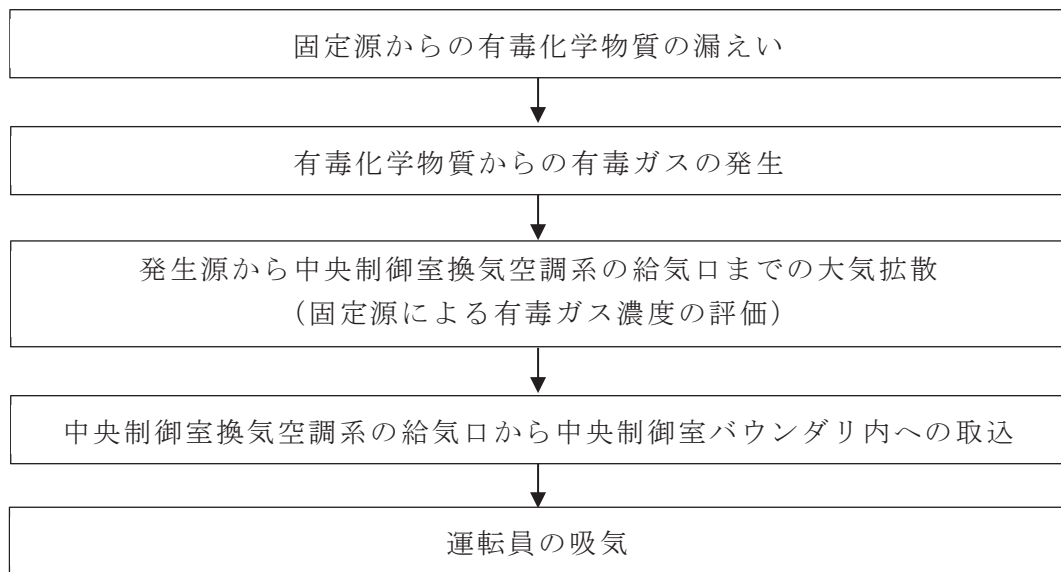 固定源からの有毒化学物質の漏えい
有毒化学物質からの有毒ガスの発生
発生源から中央制御室換気空調系の給気口までの大気拡散
（固定源による有毒ガス濃度の評価）
中央制御室換気空調系の給気口から中央制御室バウンダリ内への取込
運転員の吸気